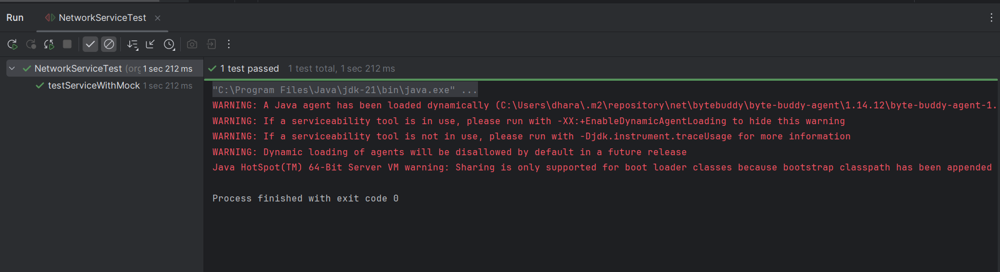 Run
NetworkServiceTest
NetworkServiceTest (org 1 sec 212 ms
testServiceWithMock 1 sec 212 ms
1 test passed 1 test total, 1 sec 212 ms
"C:\Program Files\Java\jdk-21\bin\java.exe" ...
WARNING: A Java agent has been loaded dynamically (C:\Users\dhara\.m2\repository\net\bytebuddy\byte-buddy-agent\1.14.12\byte-buddy-agent-1.
WARNING: If a serviceability tool is in use, please run with -XX:+EnableDynamicAgentLoading to hide this warning
WARNING: If a serviceability tool is not in use, please run with -Djdk.instrument.traceUsage for more information
WARNING: Dynamic loading of agents will be disallowed by default in a future release
Java HotSpot(TM) 64-Bit Server VM warning: Sharing is only supported for boot loader classes because bootstrap classpath has been appended
Process finished with exit code 0